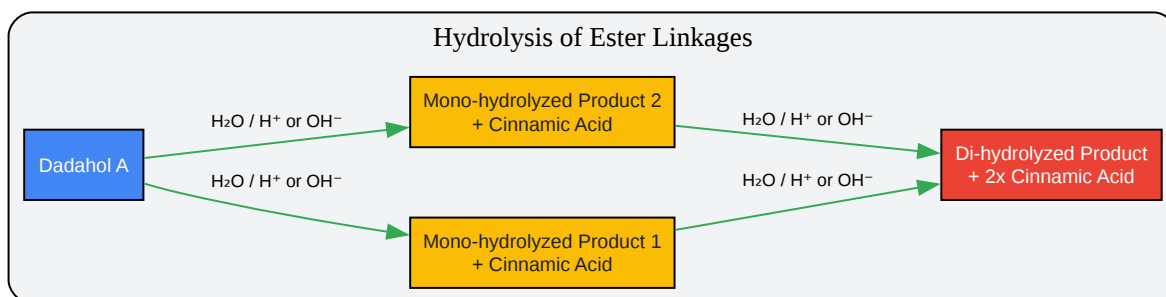 Hydrolysis of Ester Linkages
Dadahol A
H₂O / H⁺ or OH⁻
H₂O / H⁺ or OH⁻
Mono-hydrolyzed Product 2
+ Cinnamic Acid
Mono-hydrolyzed Product 1
+ Cinnamic Acid
H₂O / H⁺ or OH⁻
H₂O / H⁺ or OH⁻
Di-hydrolyzed Product
+ 2x Cinnamic Acid